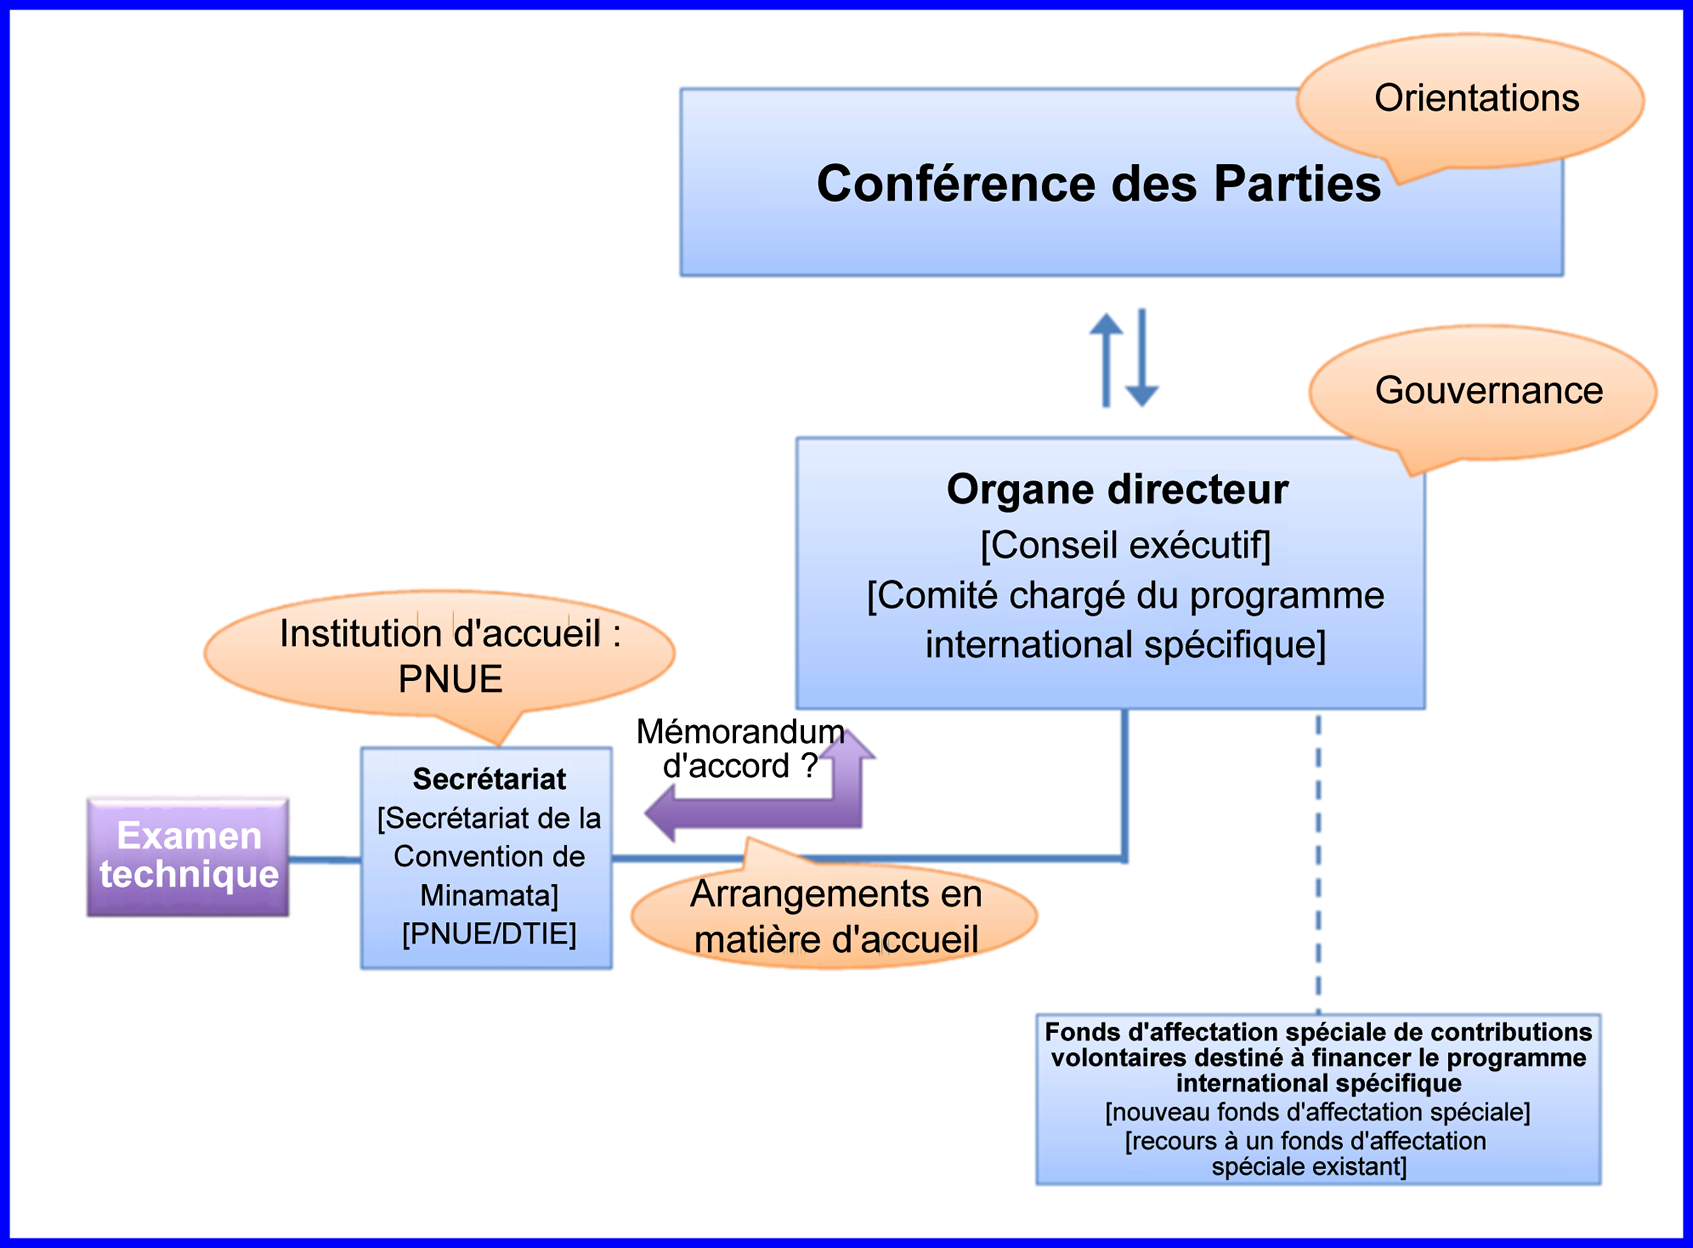 Orientations
Conférence des Parties
Gouvernance
Organe directeur
[Conseil exécutif]
[Comité chargé du programme
international spécifique]
Institution d'accueil :
PNUE
Mémorandum
d'accord ?
Secrétariat
[Secrétariat de la
Convention de
Minamata]
[PNUE/DTIE]
Examen
technique
Arrangements en
matière d'accueil
Fonds d'affectation spéciale de contributions
volontaires destiné à financer le programme
international spécifique
[nouveau fonds d'affectation spéciale]
[recours à un fonds d'affectation
spéciale existant]